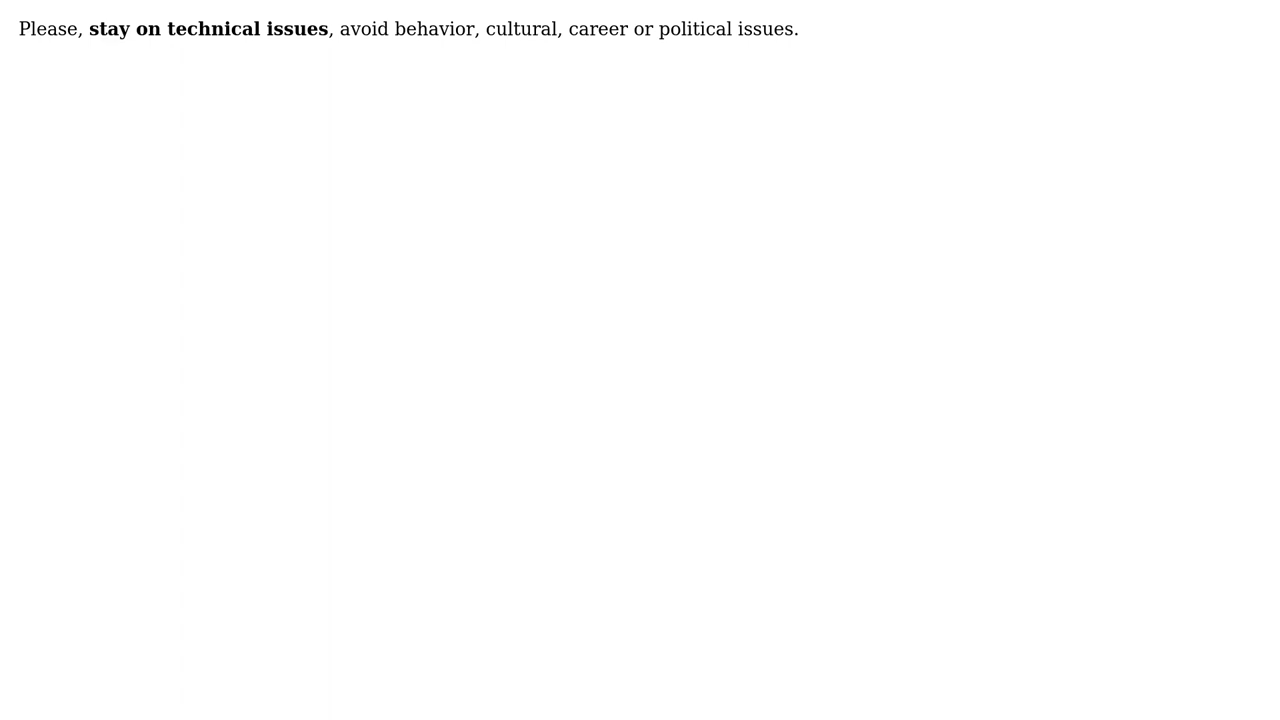 Please, stay on technical issues, avoid behavior, cultural, career or political issues.